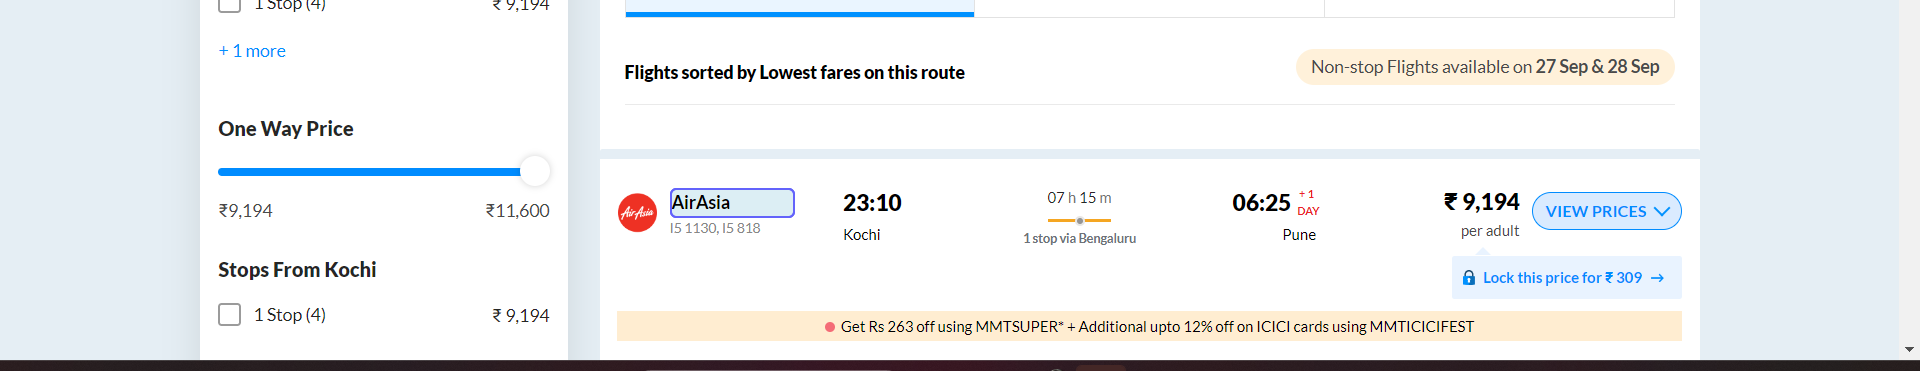 1 Stop (4) ₹ 9,194
+ 1 more
One Way Price
₹9,194 ₹11,600
Stops From Kochi
1 Stop (4) ₹ 9,194
Flights sorted by Lowest fares on this route
Non-stop Flights available on 27 Sep & 28 Sep
AirAsia
AirAsia
I5 1130, I5 818
23:10
Kochi
07 h 15 m
1 stop via Bengaluru
06:25 + 1 DAY
Pune
₹ 9,194
per adult
VIEW PRICES
Lock this price for ₹ 309 →
Get Rs 263 off using MMTSUPER* + Additional upto 12% off on ICICI cards using MMTICICIFEST